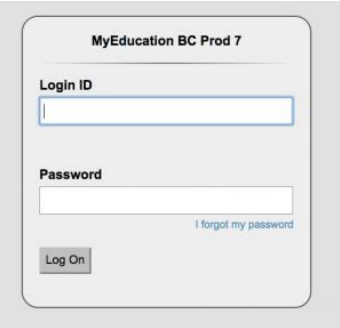 MyEducation BC Prod 7
Login ID
Password
I forgot my password
Log On